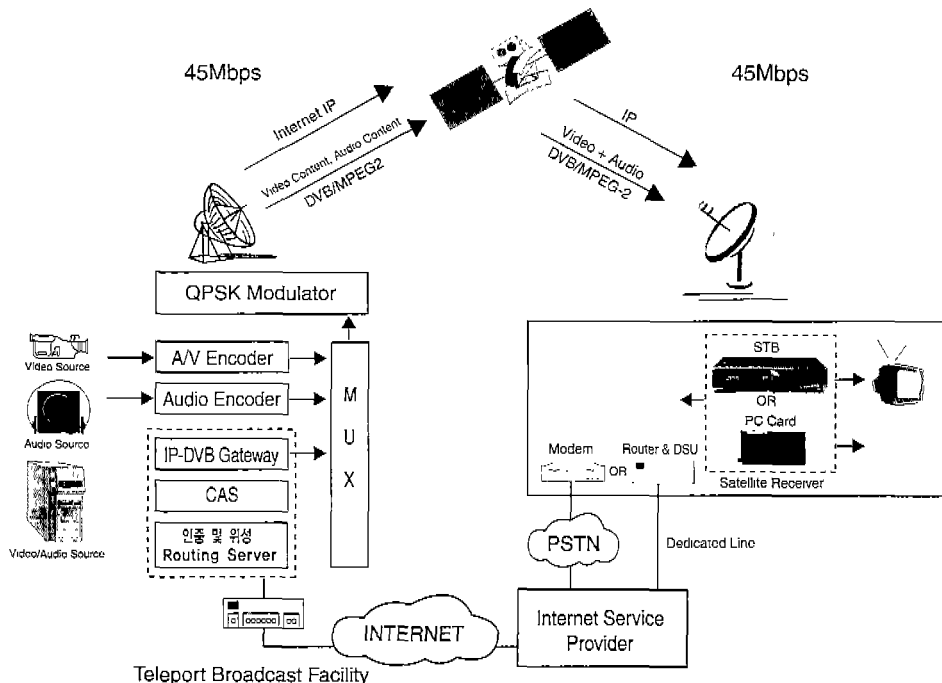 45Mbps
45Mbps
Internet IP
Video Content, Audio Content
DVB/MPEG2
IP
Video + Audio
DVB/MPEG-2
QPSK Modulator
Video Source
A/V Encoder
Audio Source
Audio Encoder
IP-DVB Gateway
CAS
인증 및 위성
Routing Server
Video/Audio Source
M
U
X
STB
OR
PC Card
Satellite Receiver
Modem
OR
Router & DSU
PSTN
Dedicated Line
INTERNET
Internet Service
Provider
Teleport Broadcast Facility